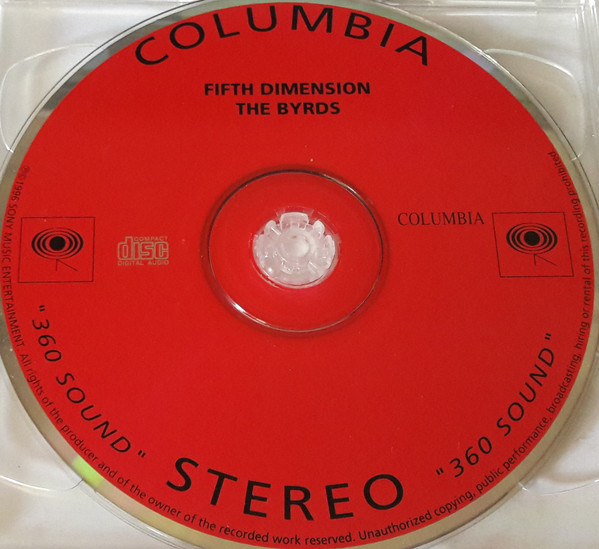 COLUMBIA
FIFTH DIMENSION
THE BYRDS
COMPACT
disc
DIGITAL AUDIO
COLUMBIA
"360 SOUND"
STEREO
"360 SOUND"
℗©1996 SONY MUSIC ENTERTAINMENT. All rights of the producer and of the owner of the recorded work reserved. Unauthorized copying, public performance, broadcasting, hiring or rental of this recording prohibited